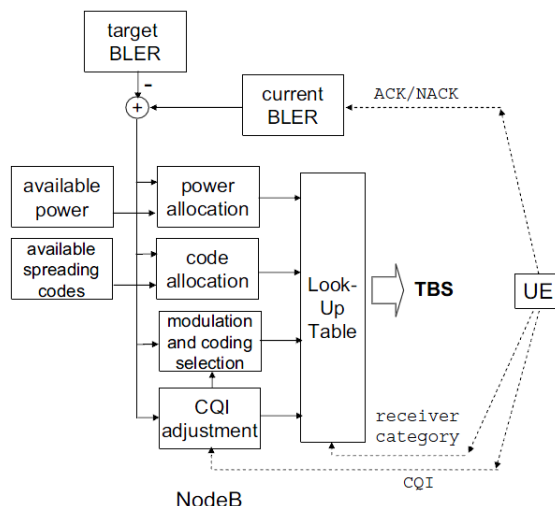 target
BLER
-
+
current
BLER
ACK/NACK
available
power
power
allocation
available
spreading
codes
code
allocation
Look-
Up
Table
TBS
UE
modulation
and coding
selection
CQI
adjustment
receiver
category
CQI
NodeB